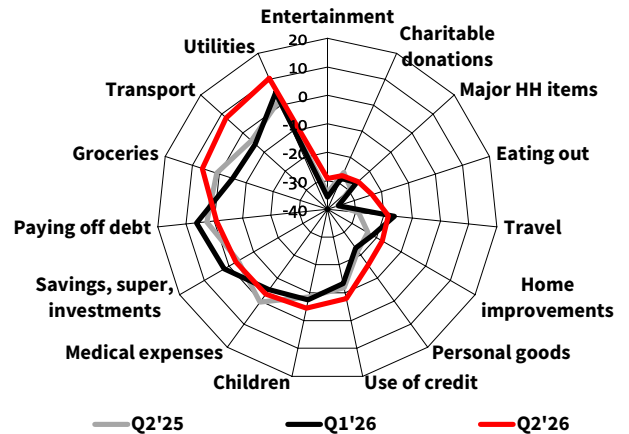 Entertainment
20
Charitable
donations
Utilities
10
Transport
Major HH items
0
-10
Groceries
Eating out
-20
-30
-40
Paying off debt
Travel
Savings, super,
investments
Home
improvements
Medical expenses
Personal goods
Children
Use of credit
Q2'25
Q1'26
Q2'26